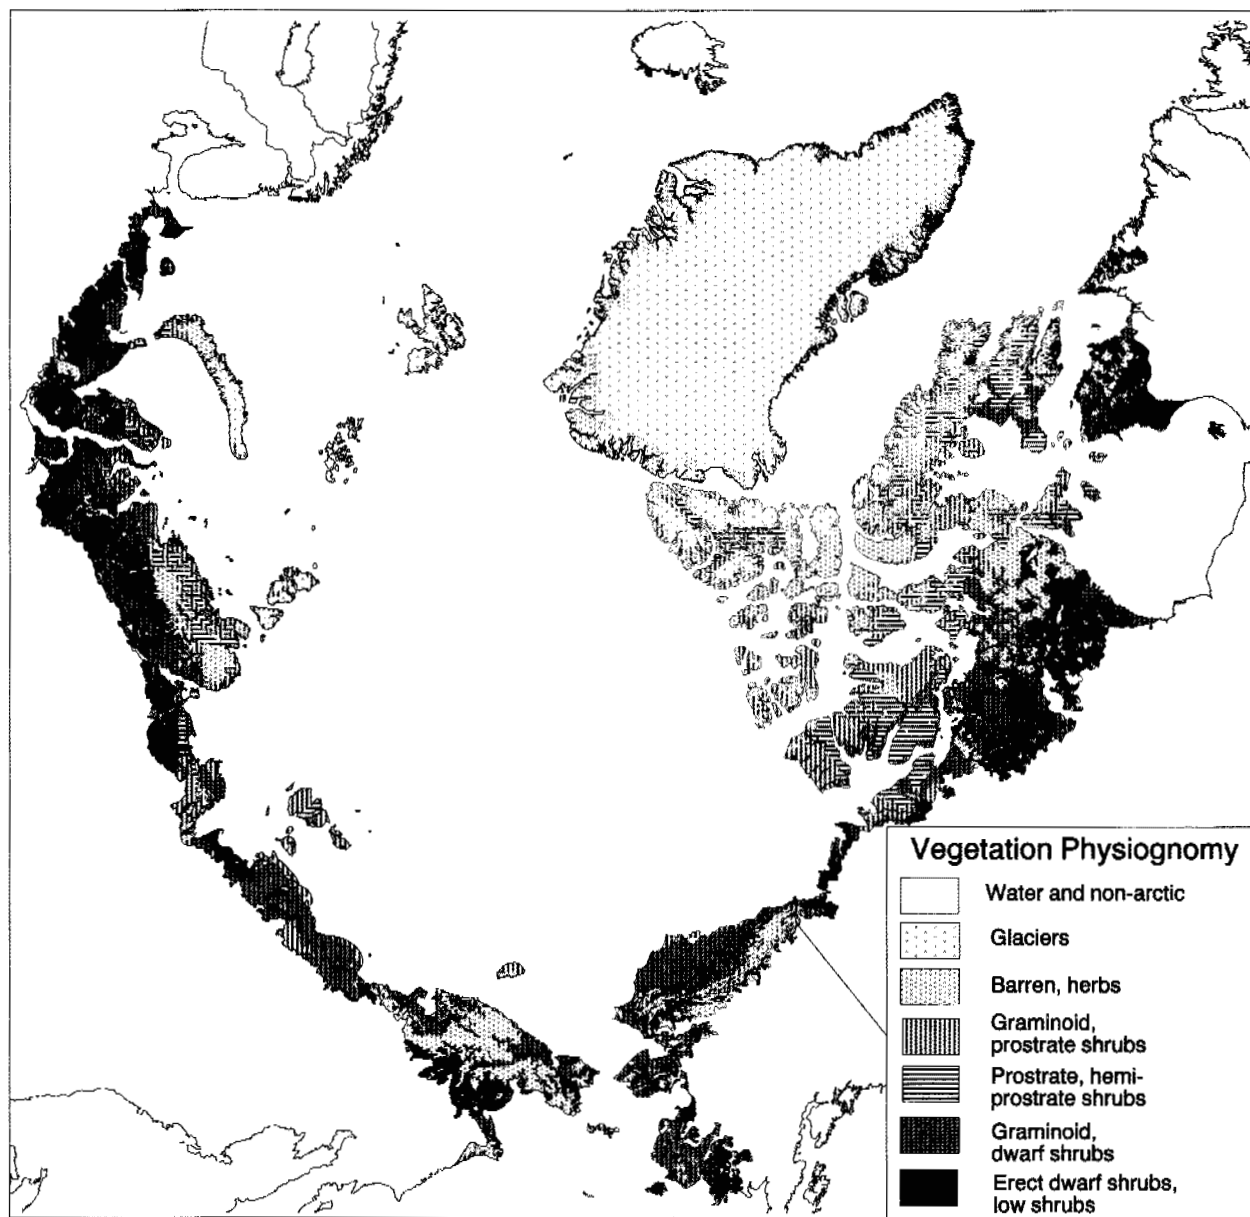 Vegetation Physiognomy
Water and non-arctic
Glaciers
Barren, herbs
Graminoid,
prostrate shrubs
Prostrate, hemi-
prostrate shrubs
Graminoid,
dwarf shrubs
Erect dwarf shrubs,
low shrubs